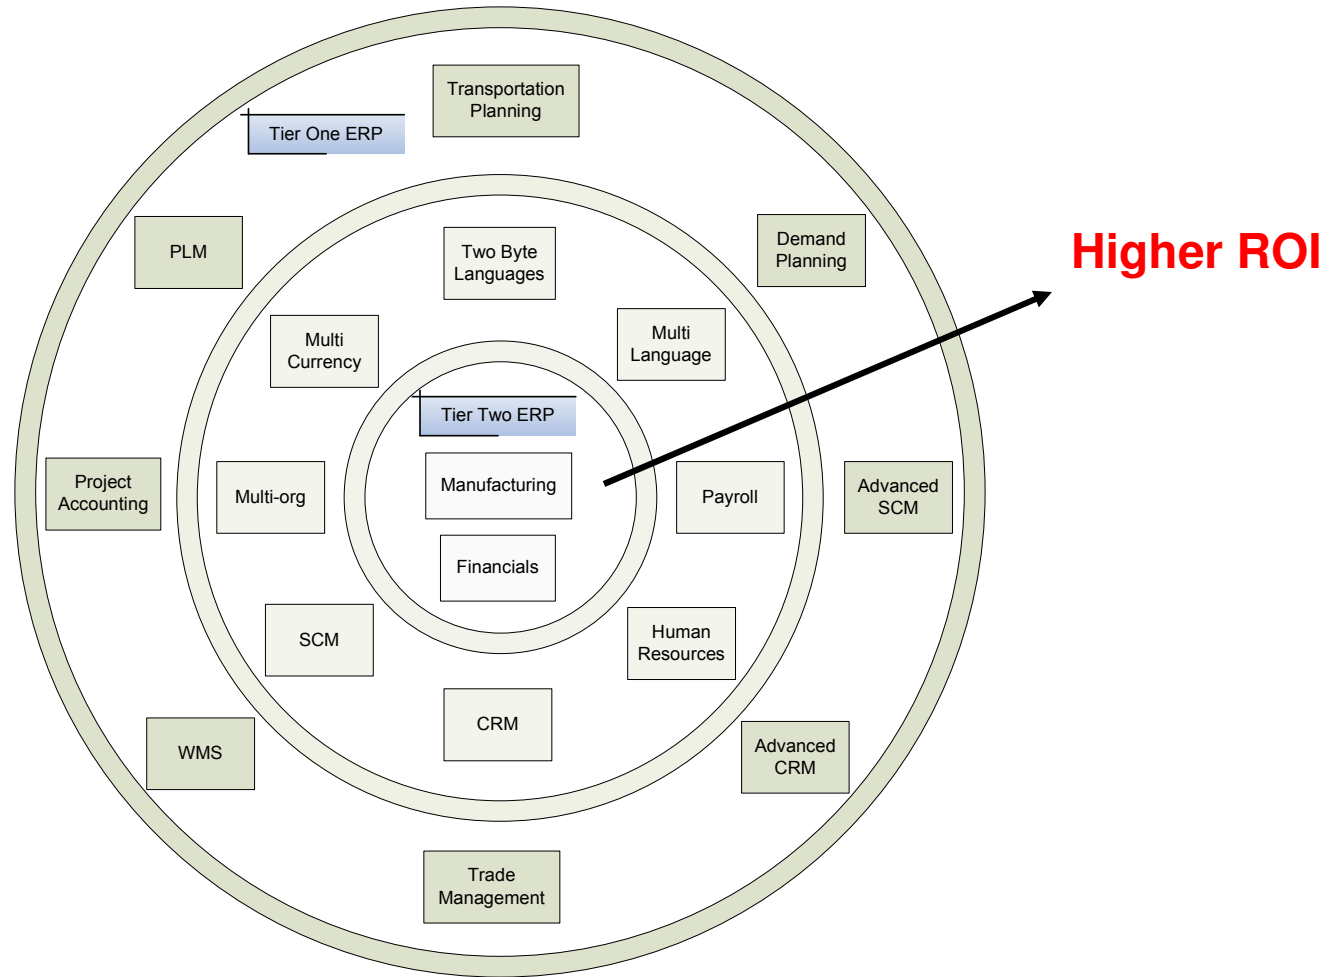 Transportation
Planning
Tier One ERP
PLM
Two Byte
Languages
Demand
Planning
Higher ROI
Multi
Currency
Multi
Language
Tier Two ERP
Project
Accounting
Multi-org
Manufacturing
Payroll
Advanced
SCM
Financials
SCM
Human
Resources
CRM
WMS
Advanced
CRM
Trade
Management